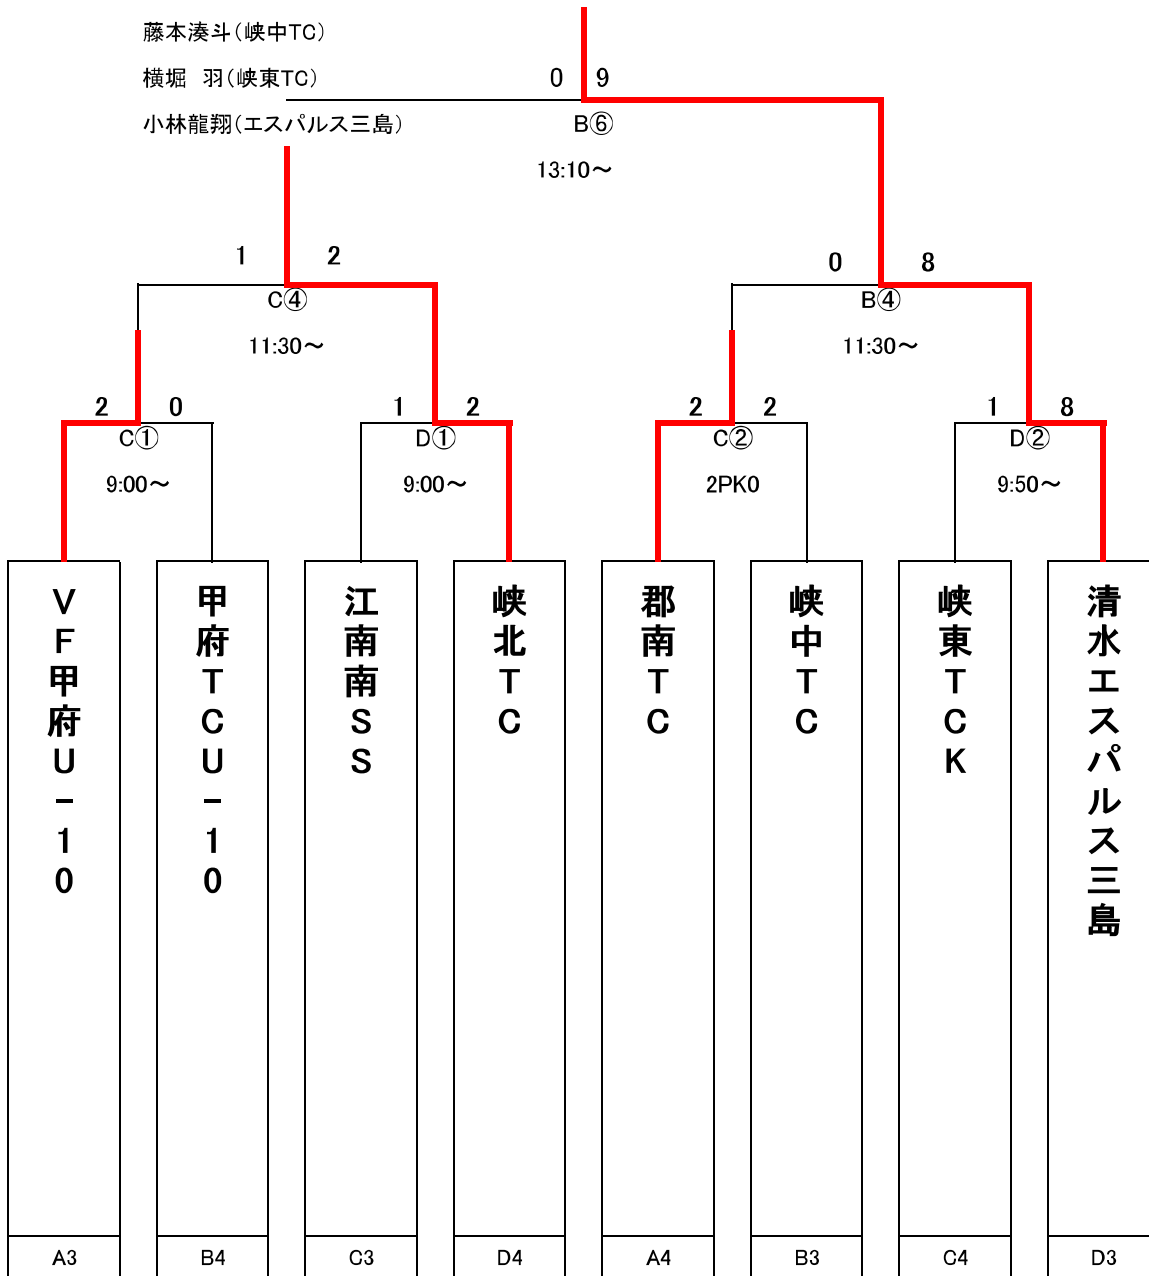 藤本湊斗(峡中TC)
横堀　羽(峡東TC)
0 9
小林龍翔(エスパルス三島)
B⑥
13:10～
1 2
0 8
C④
B④
11:30～
11:30～
2 0
1 2
2 2
1 8
C①
D①
C②
D②
9:00～
9:00～
2PK0
9:50～
VF甲府U-10
甲府TCU-10
江南南SS
峡北TC
郡南TC
峡中TC
峡東TCK
清水エスパルス三島
A3
B4
C3
D4
A4
B3
C4
D3